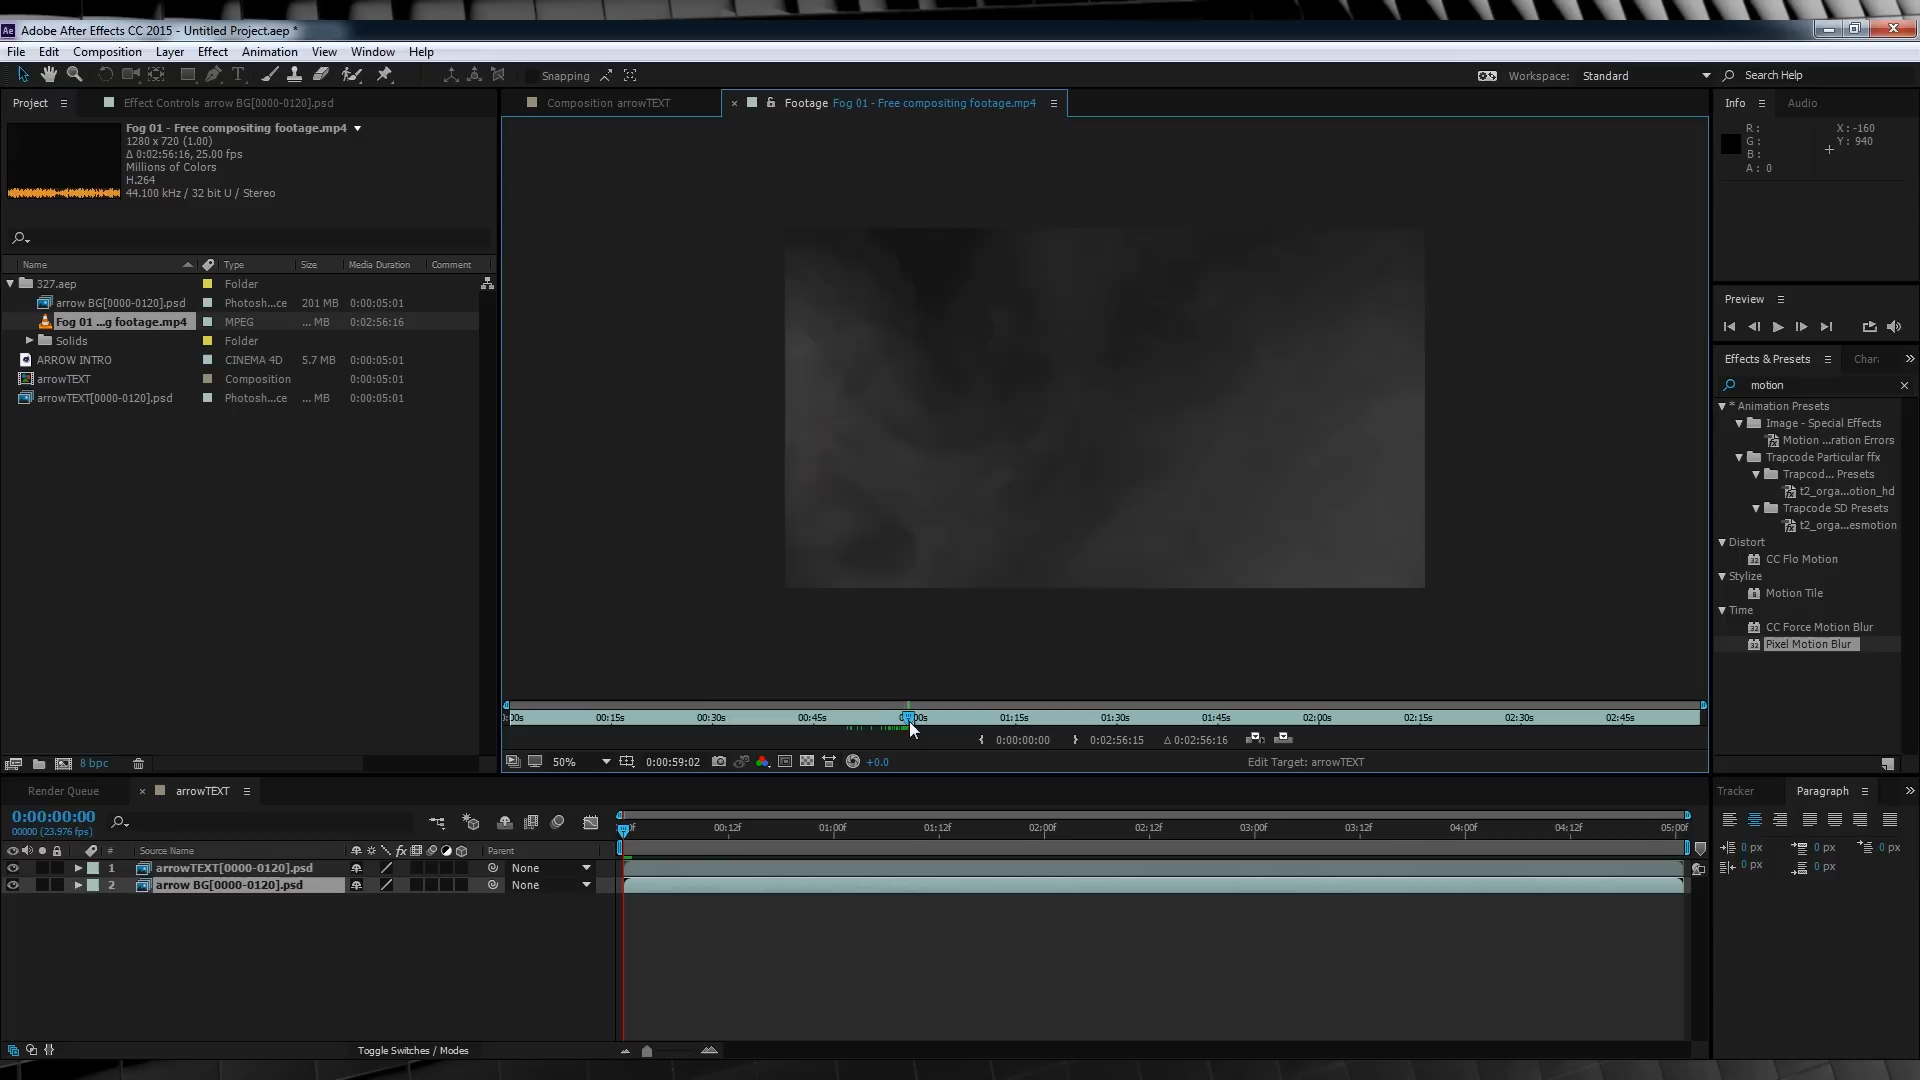 Ae Adobe After Effects CC 2015 - Untitled Project.aep *
File Edit Composition Layer Effect Animation View Window Help
Snapping
Workspace: Standard
Search Help
Project
Effect Controls arrow BG[0000-0120].psd
Composition arrowTEXT
× Footage Fog 01 - Free compositing footage.mp4
Info Audio
Fog 01 - Free compositing footage.mp4
1280 x 720 (1.00)
Δ 0:02:56:16, 25.00 fps
Millions of Colors
H.264
44.100 kHz / 32 bit U / Stereo
R :
G :
B :
A : 0
X : -160
Y : 940
Name Type Size Media Duration Comment
327.aep Folder
arrow BG[0000-0120].psd Photosh...ce 201 MB 0:00:05:01
Fog 01 ...g footage.mp4 MPEG ... MB 0:02:56:16
Solids Folder
ARROW INTRO CINEMA 4D 5.7 MB 0:00:05:01
arrowTEXT Composition 0:00:05:01
arrowTEXT[0000-0120].psd Photosh...ce ... MB 0:00:05:01
8 bpc
Preview
Effects & Presets Chara
motion
* Animation Presets
Image - Special Effects
Motion ...ration Errors
Trapcode Particular ffx
Trapcod... Presets
t2_orga...otion_hd
Trapcode SD Presets
t2_orga...esmotion
Distort
CC Flo Motion
Stylize
Motion Tile
Time
CC Force Motion Blur
Pixel Motion Blur
00:15s 00:30s 00:45s 01:15s 01:30s 01:45s 02:00s 02:15s 02:30s 02:45s
0:00:00:00 0:02:56:15 Δ 0:02:56:16
50% 0:00:59:02 +0.0 Edit Target: arrowTEXT
Render Queue × arrowTEXT
0:00:00:00
00000 (23.976 fps)
00:12f 01:00f 01:12f 02:00f 02:12f 03:00f 03:12f 04:00f 04:12f 05:00f
# Source Name Parent
1 arrowTEXT[0000-0120].psd None
2 arrow BG[0000-0120].psd None
Toggle Switches / Modes
Tracker Paragraph
0 px 0 px 0 px
0 px 0 px